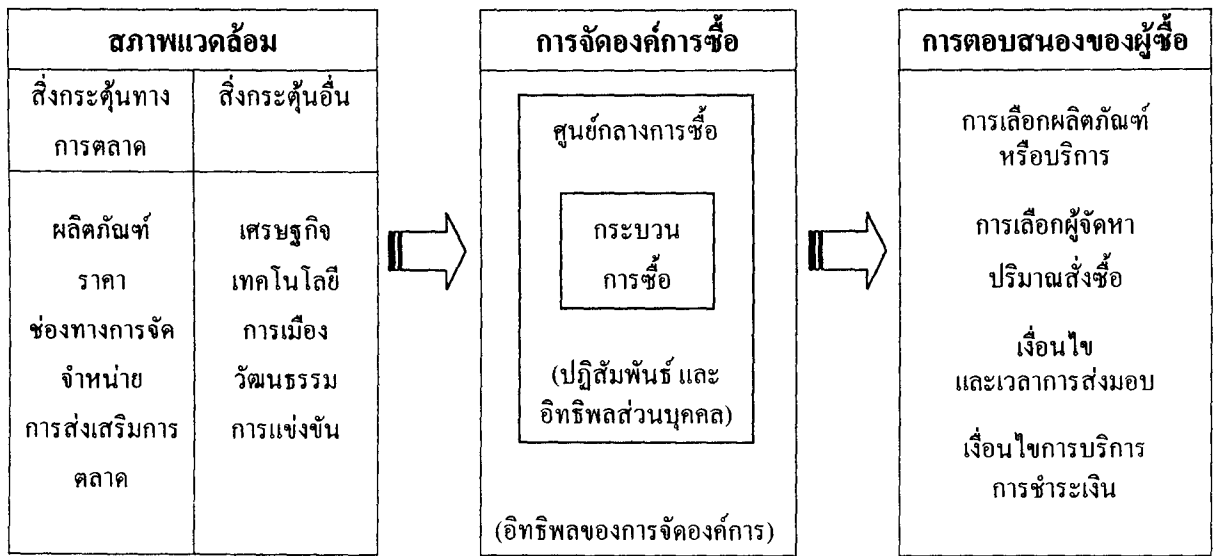 สภาพแวดล้อม
สิ่งกระตุ้นทาง
การตลาด
สิ่งกระตุ้นอื่น
ผลิตภัณฑ์
ราคา
ช่องทางการจัด
จำหน่าย
การส่งเสริมการ
ตลาด
เศรษฐกิจ
เทคโนโลยี
การเมือง
วัฒนธรรม
การแข่งขัน
การจัดองค์การซื้อ
ศูนย์กลางการซื้อ
กระบวน
การซื้อ
(ปฏิสัมพันธ์ และ
อิทธิพลส่วนบุคคล)
(อิทธิพลของการจัดองค์การ)
การตอบสนองของผู้ซื้อ
การเลือกผลิตภัณฑ์
หรือบริการ
การเลือกผู้จัดหา
ปริมาณสั่งซื้อ
เงื่อนไข
และเวลาการส่งมอบ
เงื่อนไขการบริการ
การชำระเงิน